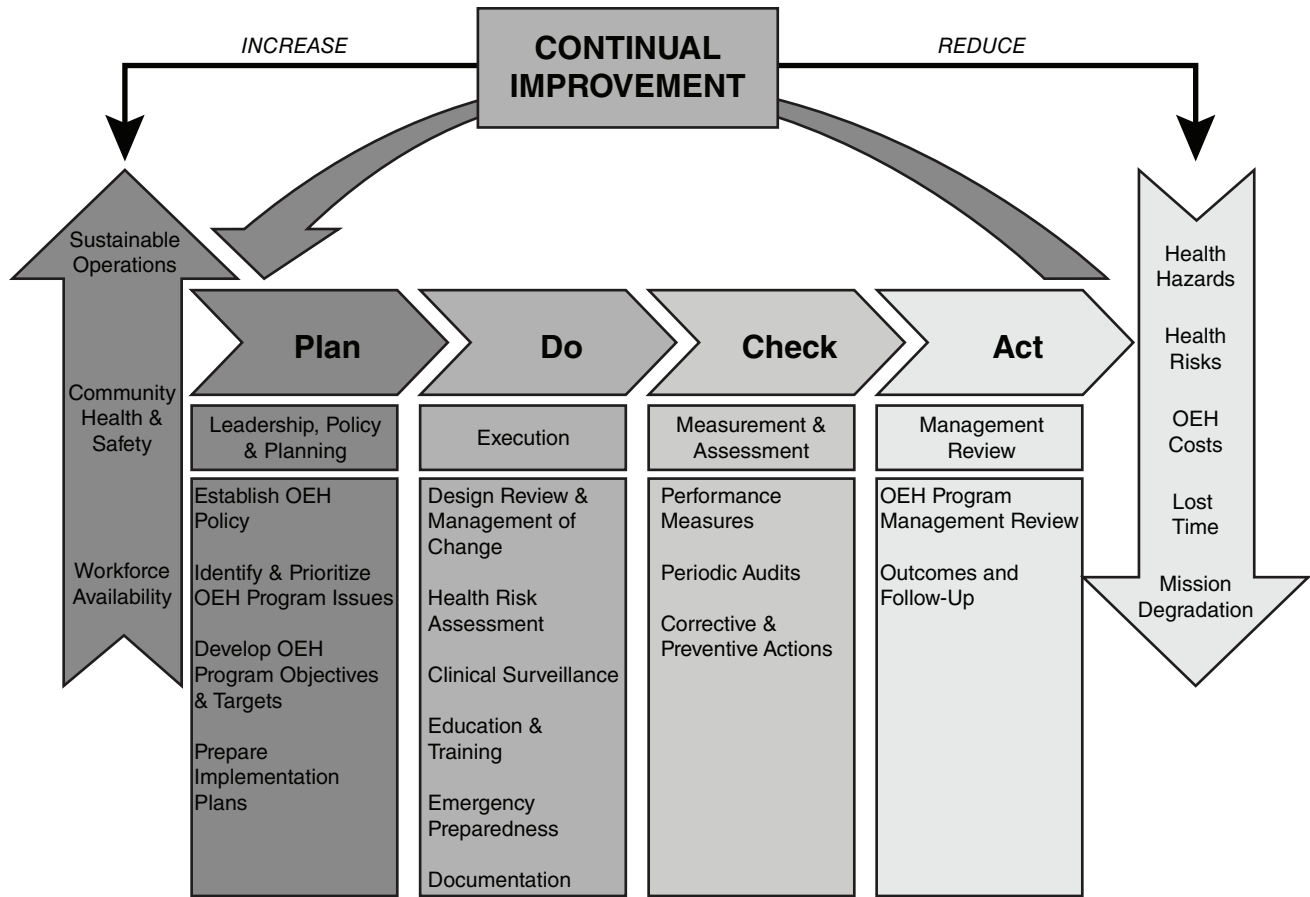 INCREASE
CONTINUAL
IMPROVEMENT
REDUCE
Sustainable
Operations
Community
Health &
Safety
Workforce
Availability
Plan
Leadership, Policy
& Planning
Establish OEH
Policy
Identify & Prioritize
OEH Program Issues
Develop OEH
Program Objectives
& Targets
Prepare
Implementation
Plans
Do
Execution
Design Review &
Management of
Change
Health Risk
Assessment
Clinical Surveillance
Education &
Training
Emergency
Preparedness
Documentation
Check
Measurement &
Assessment
Performance
Measures
Periodic Audits
Corrective &
Preventive Actions
Act
Management
Review
OEH Program
Management Review
Outcomes and
Follow-Up
Health
Hazards
Health
Risks
OEH
Costs
Lost
Time
Mission
Degradation